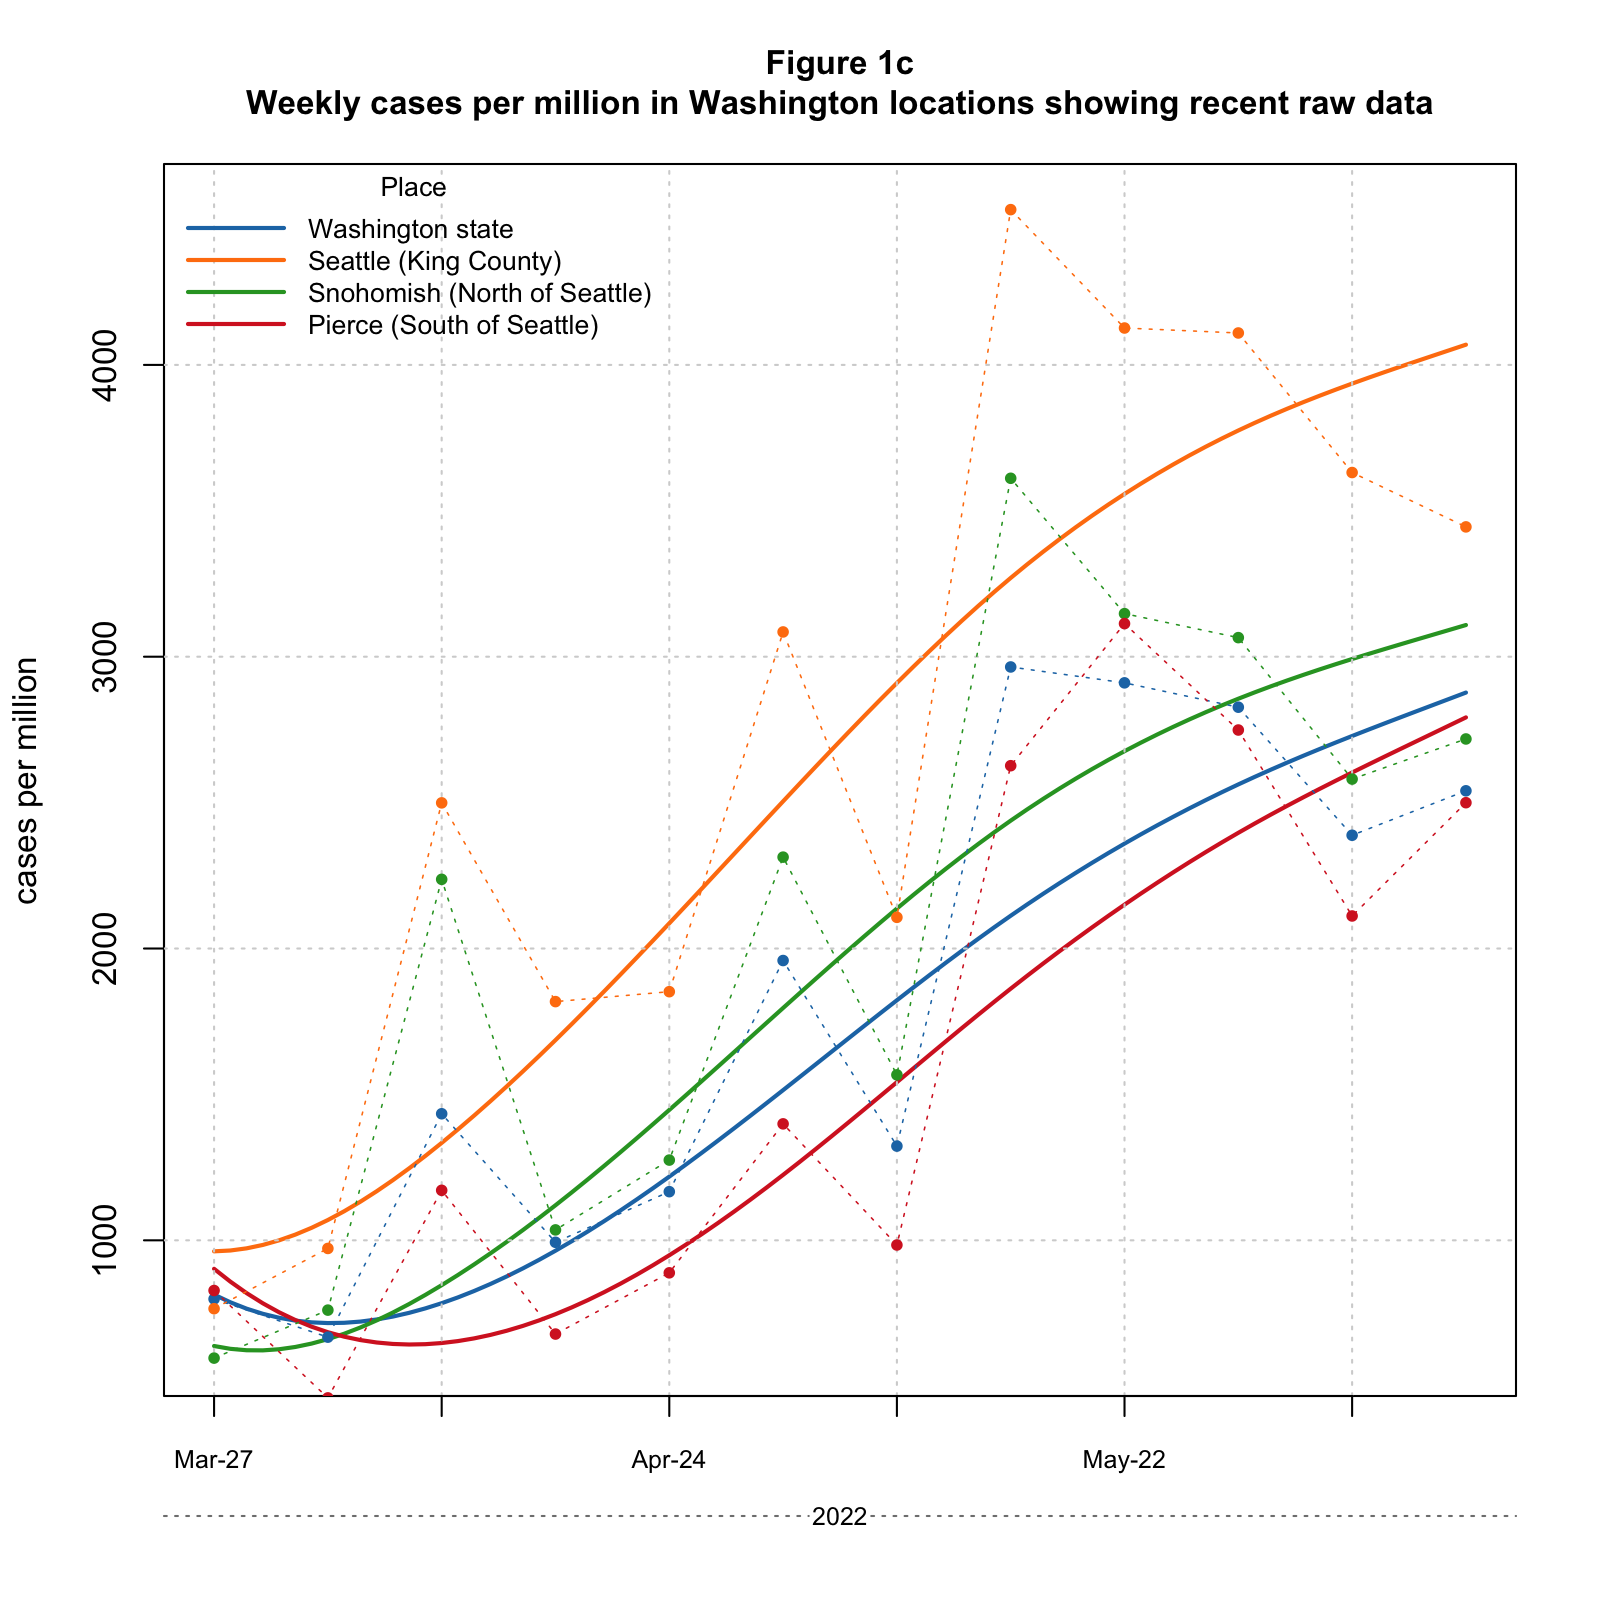 Figure 1c
Weekly cases per million in Washington locations showing recent raw data
Place
Washington state
Seattle (King County)
Snohomish (North of Seattle)
Pierce (South of Seattle)
cases per million
4000
3000
2000
1000
Mar-27
Apr-24
May-22
2022